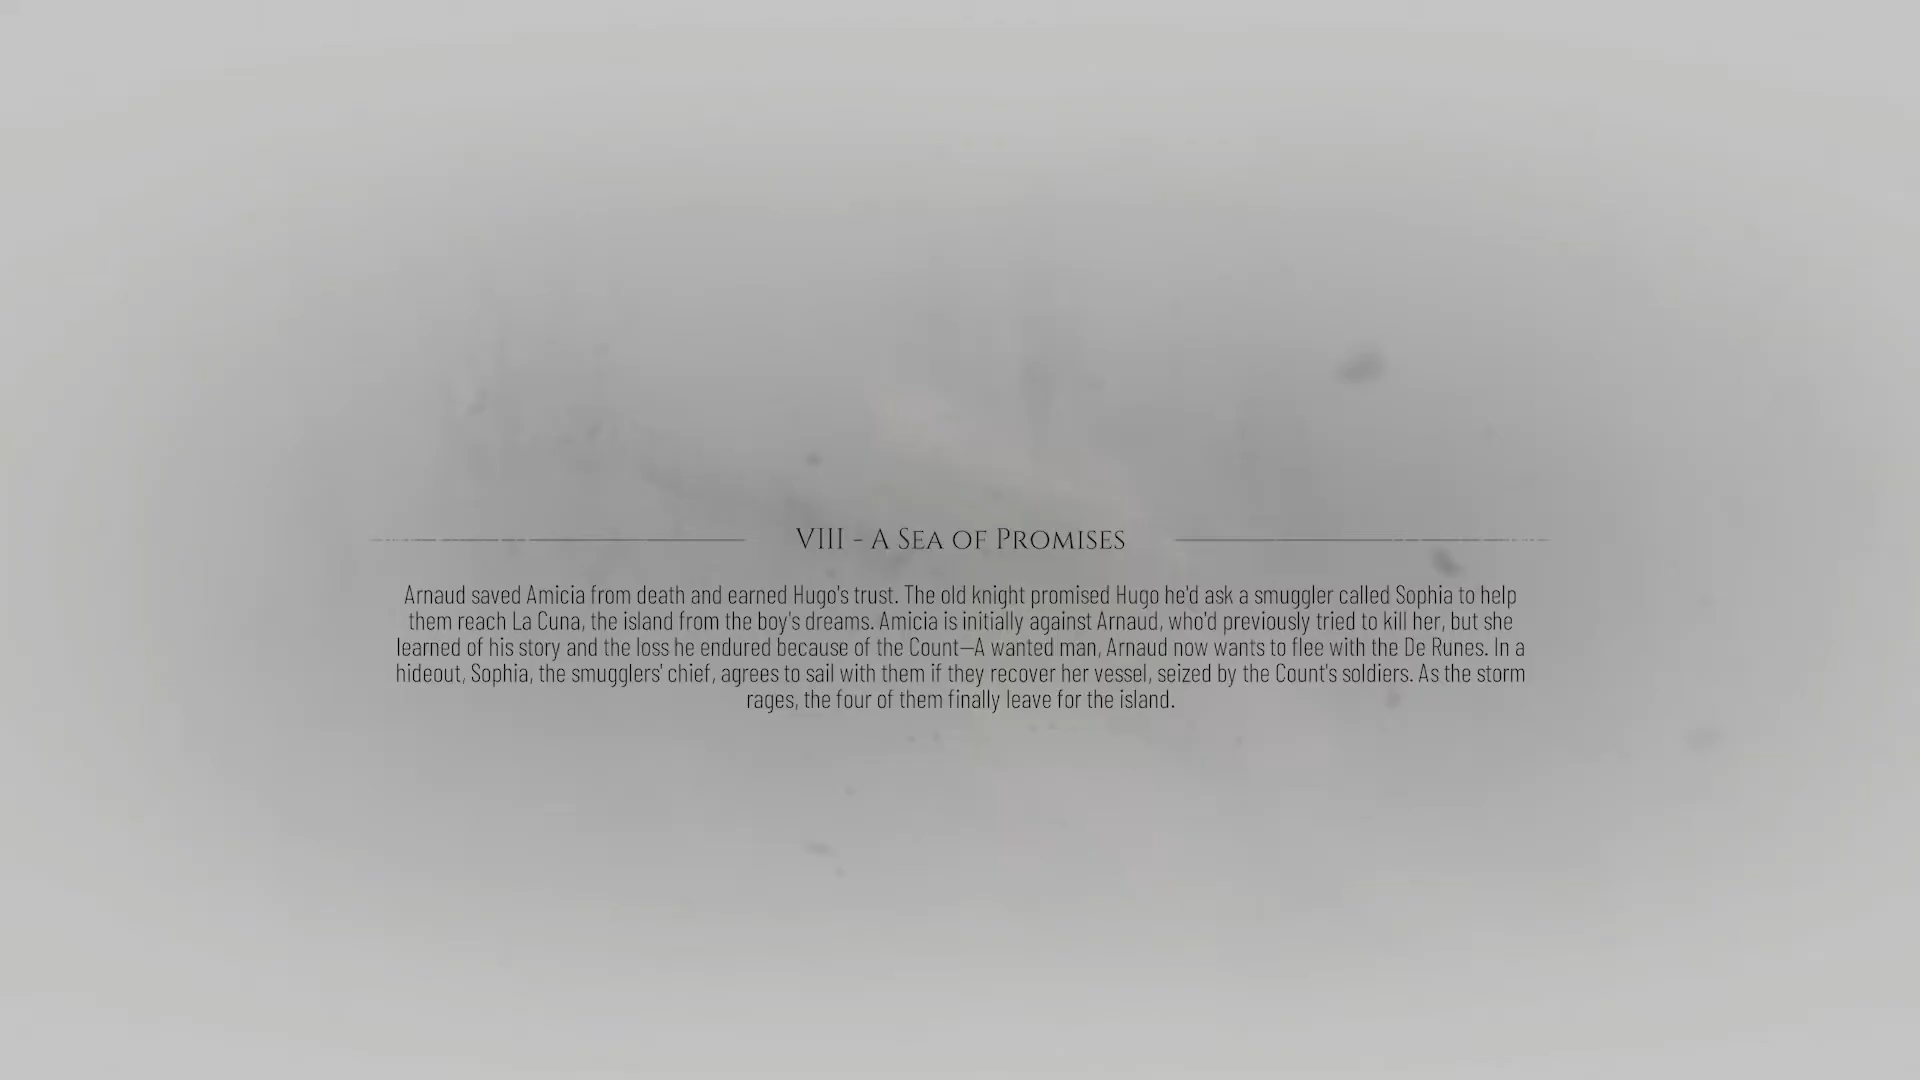 VIII - A Sea of Promises
Arnaud saved Amicia from death and earned Hugo's trust. The old knight promised Hugo he'd ask a smuggler called Sophia to help
them reach La Cuna, the island from the boy's dreams. Amicia is initially against Arnaud, who'd previously tried to kill her, but she
learned of his story and the loss he endured because of the Count—A wanted man, Arnaud now wants to flee with the De Runes. In a
hideout, Sophia, the smugglers' chief, agrees to sail with them if they recover her vessel, seized by the Count's soldiers. As the storm
rages, the four of them finally leave for the island.